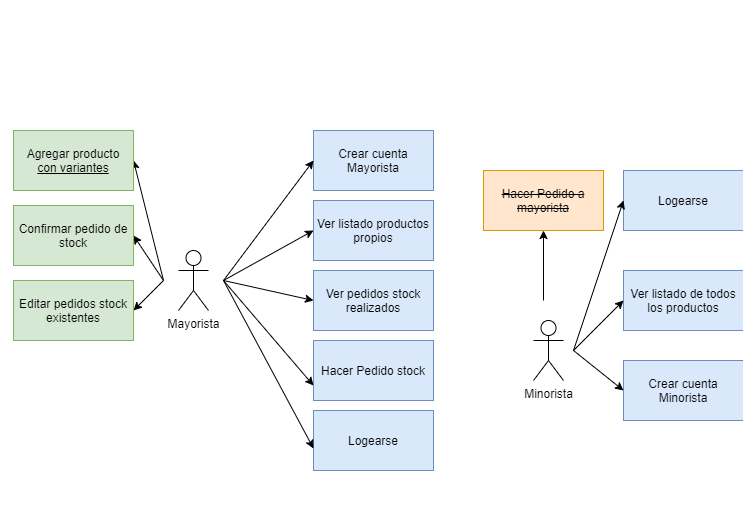 Agregar producto
con variantes
Confirmar pedido de
stock
Editar pedidos stock
existentes
Mayorista
Crear cuenta
Mayorista
Ver listado productos
propios
Ver pedidos stock
realizados
Hacer Pedido stock
Logearse
Hacer Pedido a
mayorista
Minorista
Logearse
Ver listado de todos
los productos
Crear cuenta
Minorista